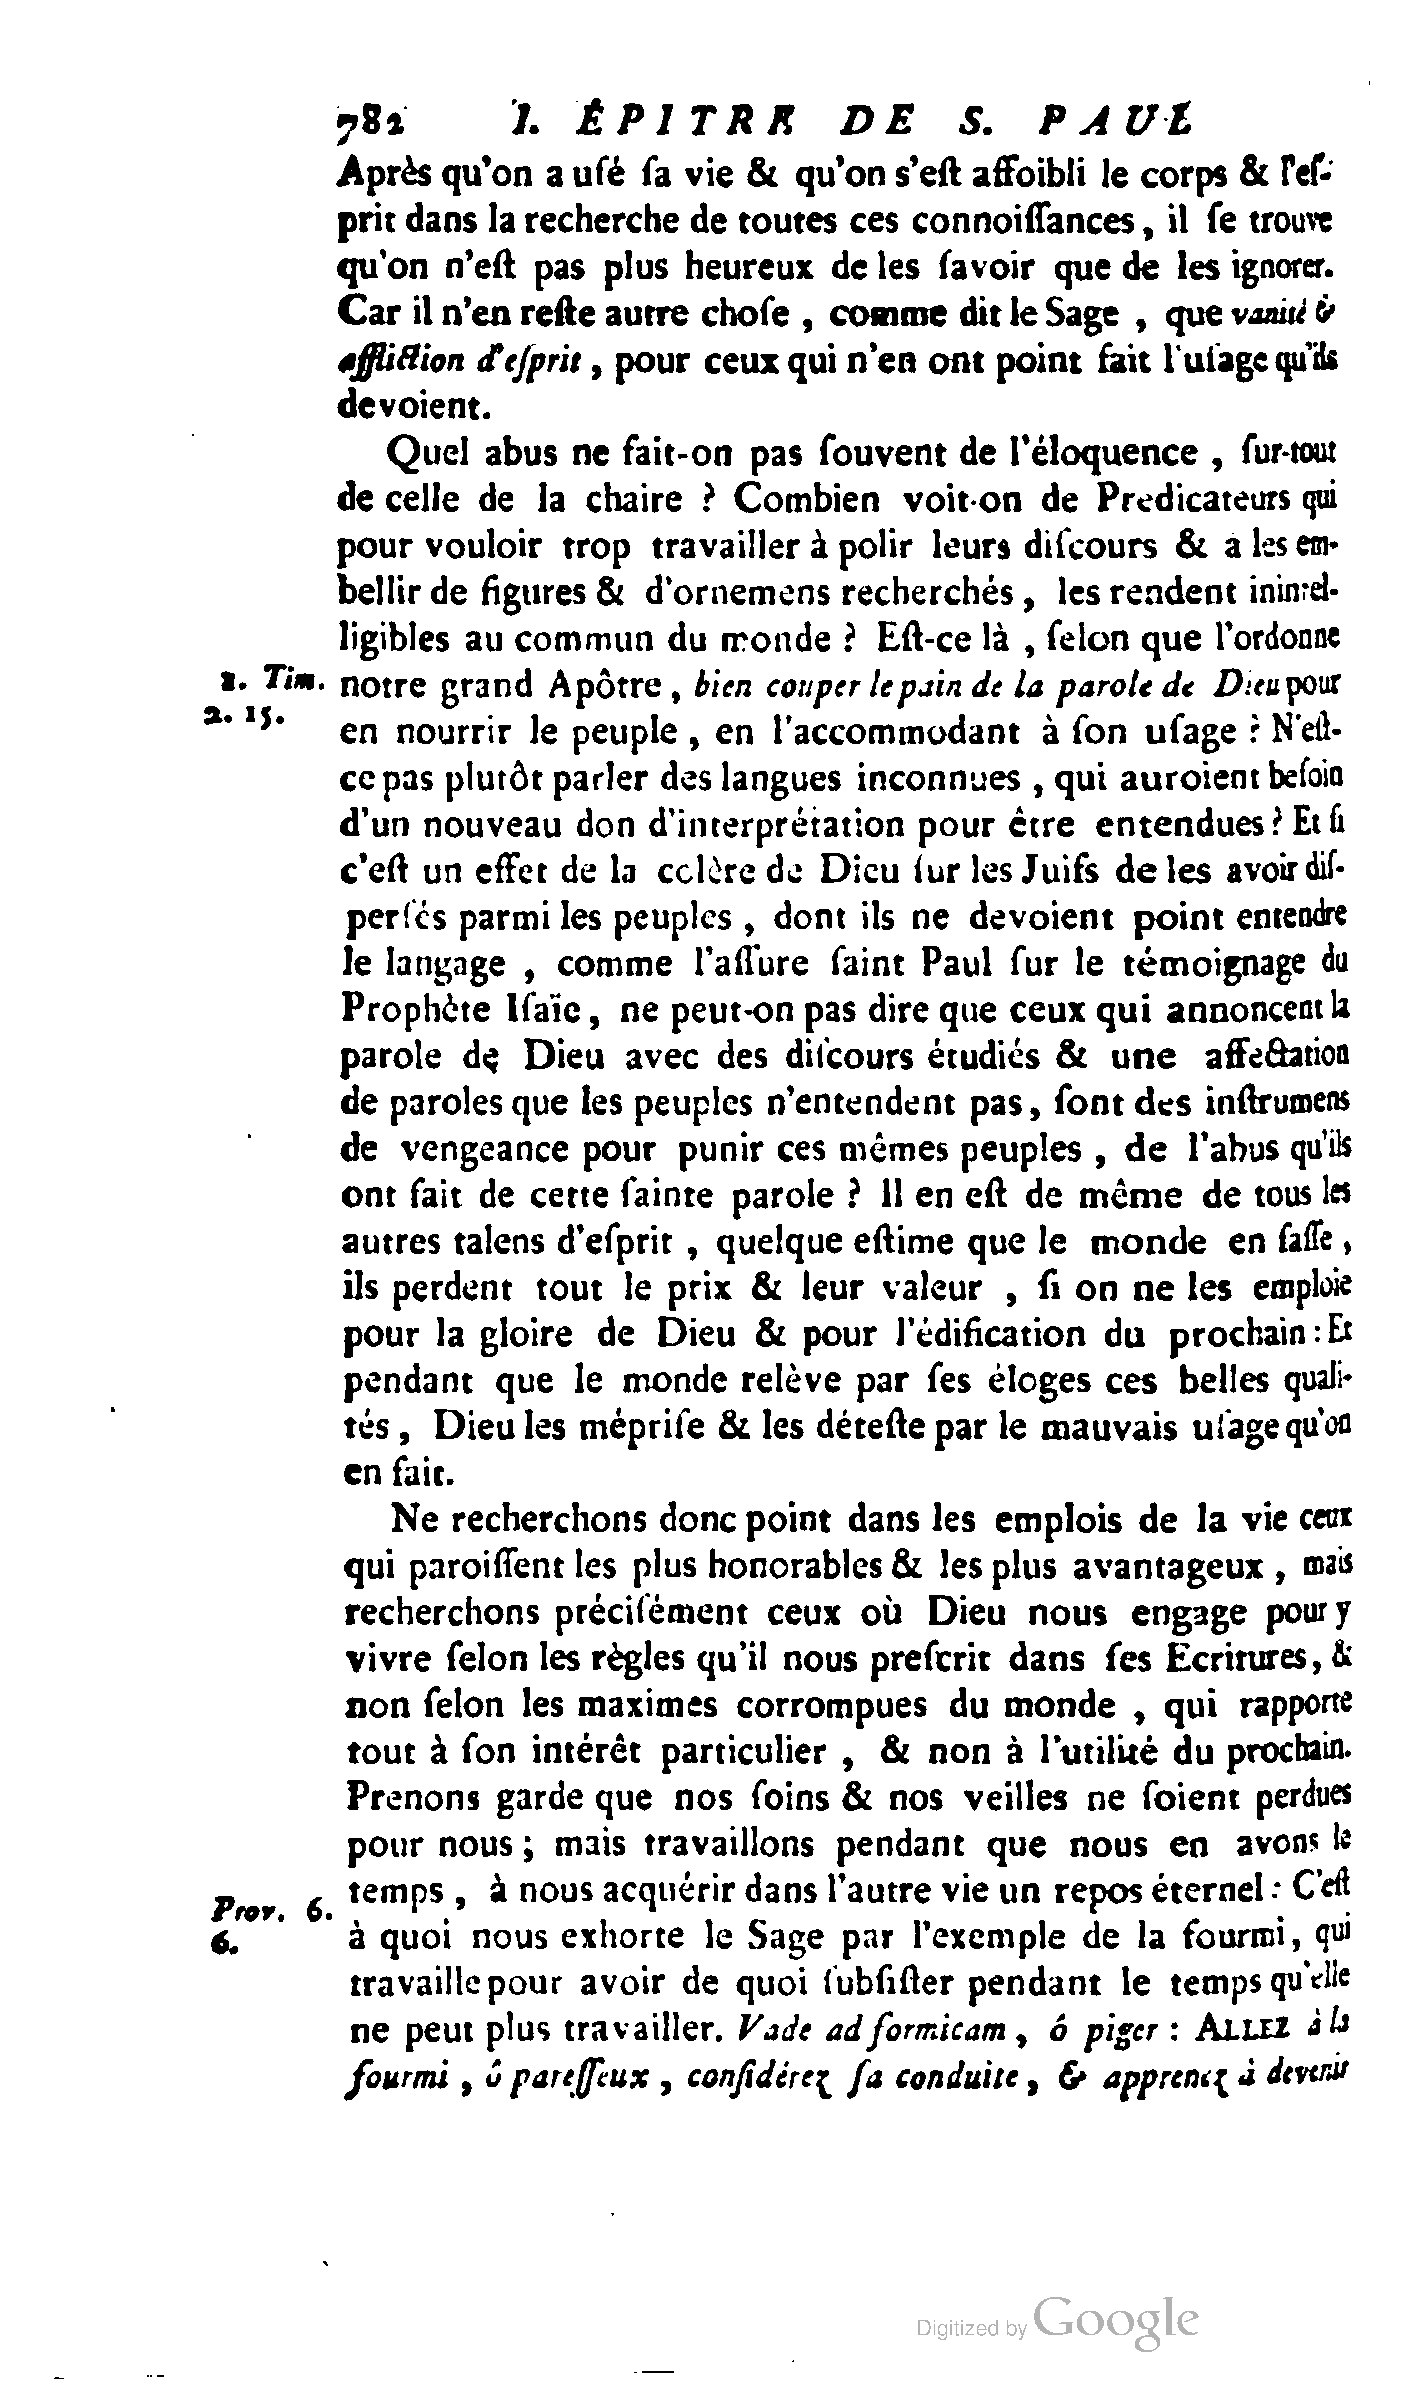 782 I. ÉPITRE DE S. PAUL
Après qu'on a uſé ſa vie & qu'on s'eſt affoibli le corps & l'eſ-
prit dans la recherche de toutes ces connoiſſances, il ſe trouve
qu'on n'eſt pas plus heureux de les ſavoir que de les ignorer.
Car il n'en reſte autre choſe, comme dit le Sage, que vanité &
affliction d'eſprit, pour ceux qui n'en ont point fait l'uſage qu'ils
devoient.
Quel abus ne fait-on pas ſouvent de l'éloquence, ſur-tout
de celle de la chaire ? Combien voit-on de Predicateurs qui
pour vouloir trop travailler à polir leurs diſcours & à les em-
bellir de figures & d'ornemens recherchés, les rendent inintel-
ligibles au commun du monde ? Eſt-ce là, ſelon que l'ordonne
2. Tim. notre grand Apôtre, bien couper le pain de la parole de Dieu pour
2. 15. en nourrir le peuple, en l'accommodant à ſon uſage ? N'eſt-
ce pas plutôt parler des langues inconnues, qui auroient beſoin
d'un nouveau don d'interprétation pour être entendues ? Et ſi
c'eſt un effet de la colère de Dieu ſur les Juifs de les avoir diſ-
perſés parmi les peuples, dont ils ne devoient point entendre
le langage, comme l'aſſure ſaint Paul ſur le témoignage du
Prophète Iſaïe, ne peut-on pas dire que ceux qui annoncent la
parole de Dieu avec des diſcours étudiés & une affectation
de paroles que les peuples n'entendent pas, ſont des inſtrumens
de vengeance pour punir ces mêmes peuples, de l'abus qu'ils
ont fait de cette ſainte parole ? Il en eſt de même de tous les
autres talens d'eſprit, quelque eſtime que le monde en faſſe,
ils perdent tout le prix & leur valeur, ſi on ne les emploie
pour la gloire de Dieu & pour l'édification du prochain : Et
pendant que le monde relève par ſes éloges ces belles quali-
tés, Dieu les mépriſe & les déteſte par le mauvais uſage qu'on
en fait.
Ne recherchons donc point dans les emplois de la vie ceux
qui paroiſſent les plus honorables & les plus avantageux, mais
recherchons préciſément ceux où Dieu nous engage pour y
vivre ſelon les règles qu'il nous preſcrit dans ſes Ecritures, &
non ſelon les maximes corrompues du monde, qui rapporte
tout à ſon intérêt particulier, & non à l'utilité du prochain.
Prenons garde que nos ſoins & nos veilles ne ſoient perdues
pour nous ; mais travaillons pendant que nous en avons le
Prov. 6. temps, à nous acquérir dans l'autre vie un repos éternel : C'eſt
6. à quoi nous exhorte le Sage par l'exemple de la fourmi, qui
travaille pour avoir de quoi ſubſiſter pendant le temps qu'elle
ne peut plus travailler. Vade ad formicam, ô piger : ALLEZ à la
fourmi, ô pareſſeux, conſidérez ſa conduite, & apprenez à devenir
Digitized by Google